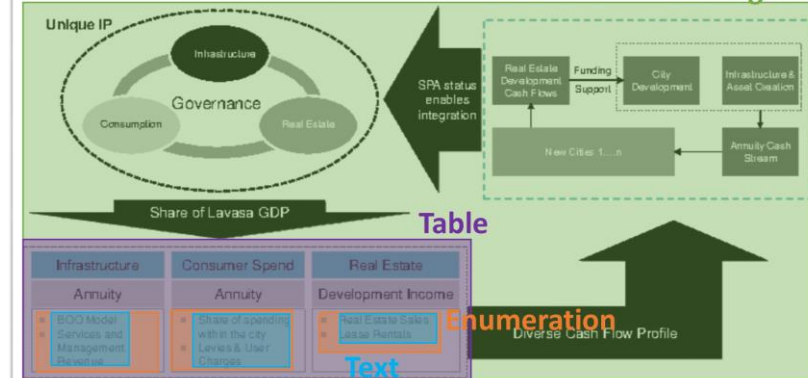 Unique IP
Infrastructure
Governance
Consumption
Real Estate
SPA status
enables
integration
Real Estate
Development
Cash Flows
Funding
Support
City
Development
Infrastructure &
Asset Creation
New Cities 1.....n
Annuity Cash
Stream
Share of Lavasa GDP
Table
Infrastructure
Consumer Spend
Real Estate
Annuity
Annuity
Development Income
BOO Model
Services and
Management
Revenue
Share of spending
within the city
Levies & User
Charges
Real Estate Sales
Lease Rentals
Enumeration
Text
Diverse Cash Flow Profile